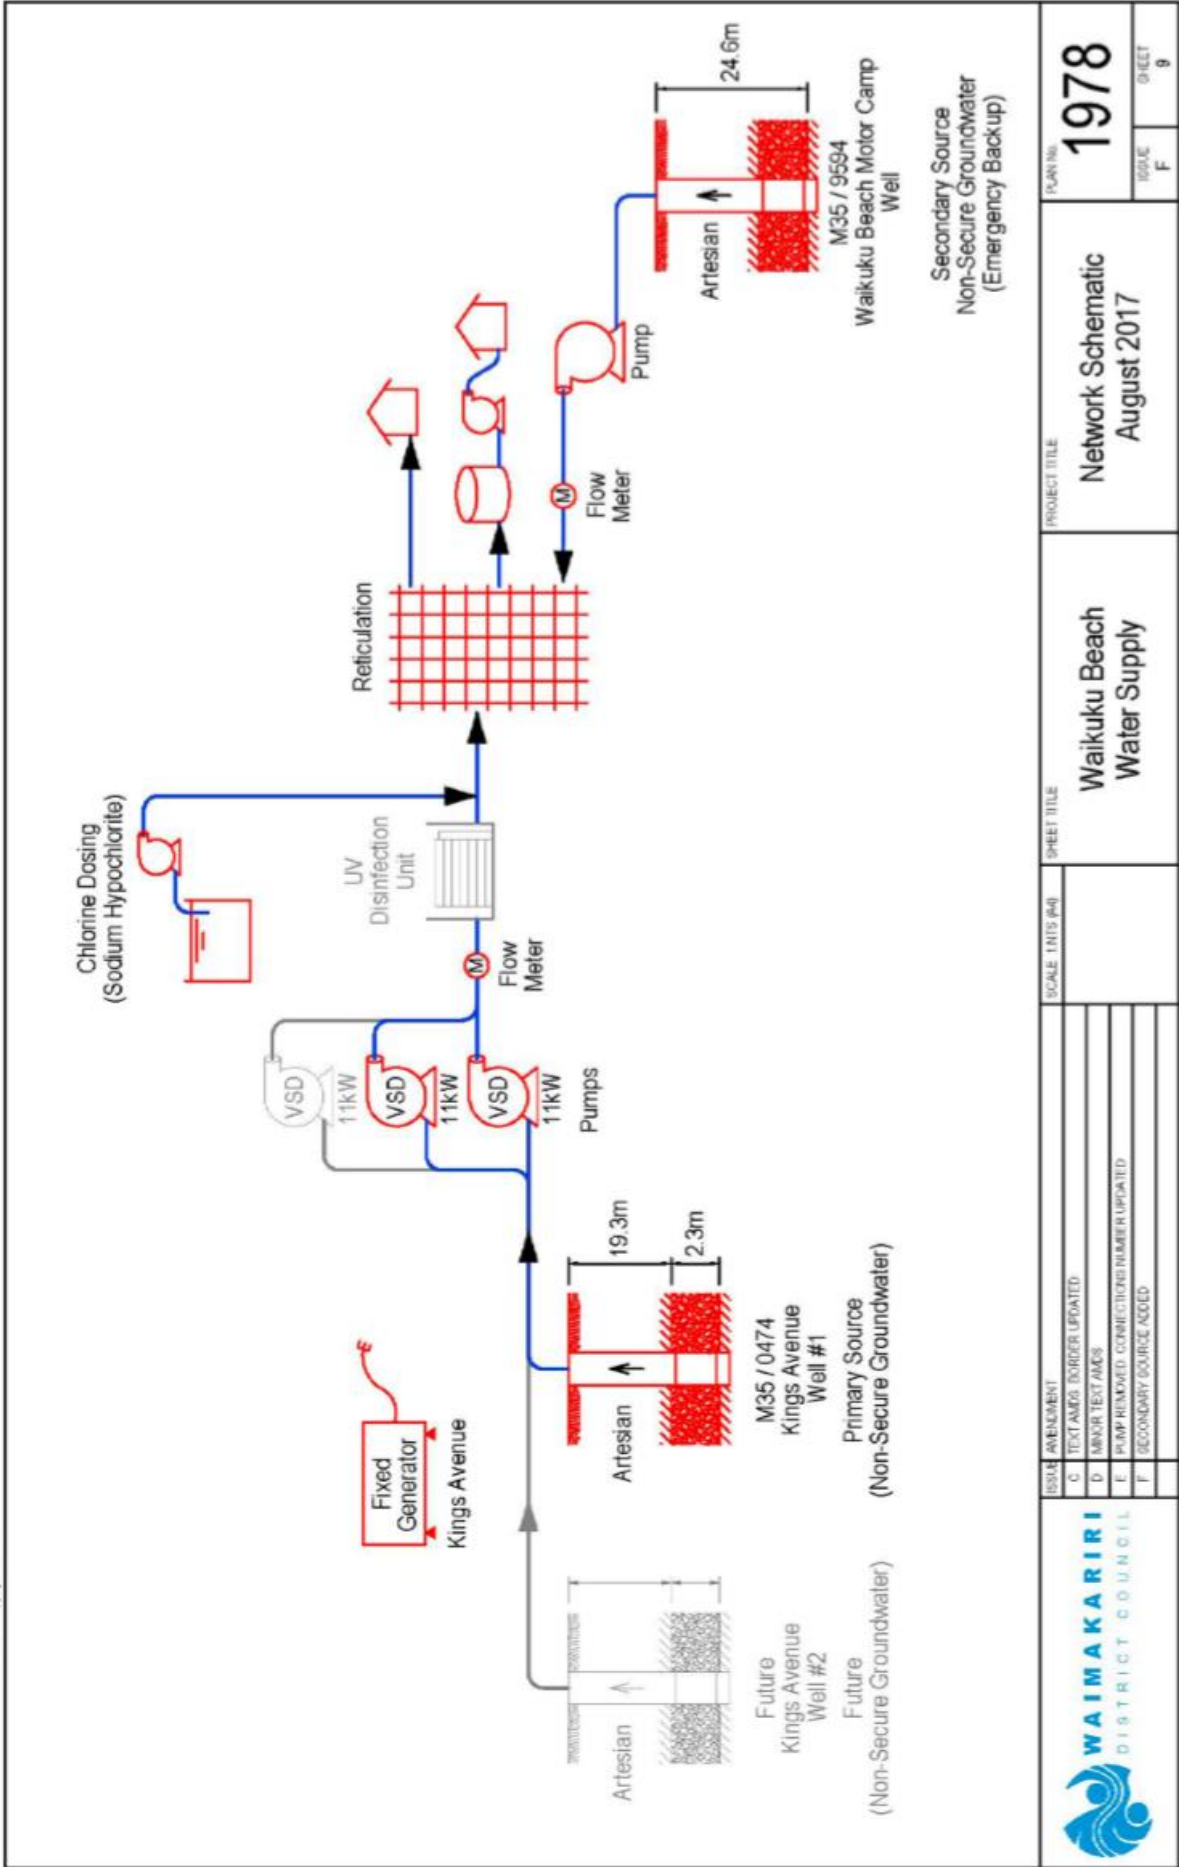 Chlorine Dosing
(Sodium Hypochlorite)
VSD
11kW
VSD
11kW
VSD
11kW
Pumps
M
Flow
Meter
UV
Disinfection
Unit
Reticulation
M
Flow
Meter
Pump
Fixed
Generator
E
Kings Avenue
Artesian
Future
Kings Avenue
Well #2
Future
(Non-Secure Groundwater)
Artesian
19.3m
2.3m
M35 / 0474
Kings Avenue
Well #1
Primary Source
(Non-Secure Groundwater)
Artesian
24.6m
M35 / 9594
Waikuku Beach Motor Camp
Well
Secondary Source
Non-Secure Groundwater
(Emergency Backup)
WAIMAKARIRI
DISTRICT COUNCIL
ISSUE AMENDMENT
C TEXT AMDS BORDER UPDATED
D MINOR TEXT AMDS
E PUMP REMOVED CONNECTIONS NUMBER UPDATED
F SECONDARY SOURCE ADDED
SCALE 1:NTS (A4)
SHEET TITLE
Waikuku Beach
Water Supply
PROJECT TITLE
Network Schematic
August 2017
PLAN No.
1978
ISSUE
F
SHEET
9